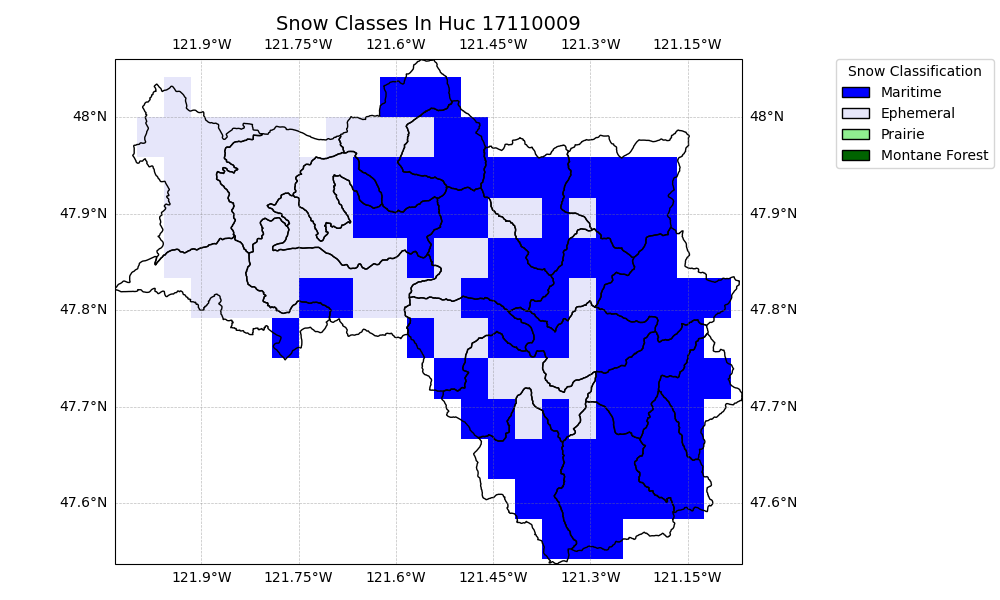 Snow Classes In Huc 17110009
121.9°W 121.75°W 121.6°W 121.45°W 121.3°W 121.15°W
Snow Classification
Maritime
Ephemeral
Prairie
Montane Forest
48°N 48°N
47.9°N 47.9°N
47.8°N 47.8°N
47.7°N 47.7°N
47.6°N 47.6°N
121.9°W 121.75°W 121.6°W 121.45°W 121.3°W 121.15°W